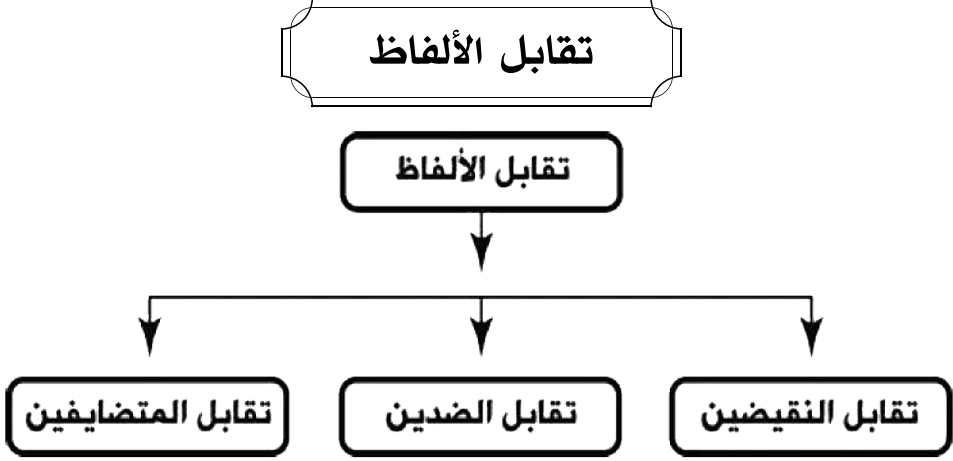 تقابل الألفاظ
تقابل الألفاظ
تقابل النقيضين
تقابل الضدين
تقابل المتضايفين